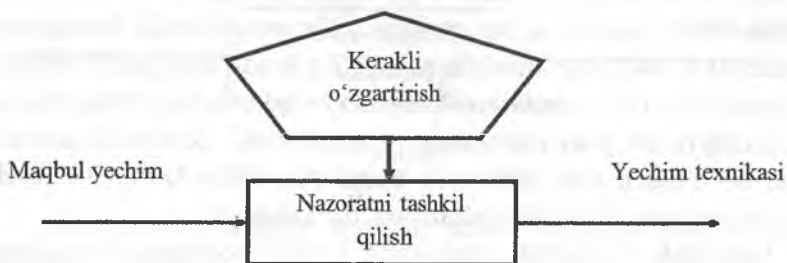 Kerakli
o‘zgartirish
Maqbul yechim
Yechim texnikasi
Nazoratni tashkil
qilish